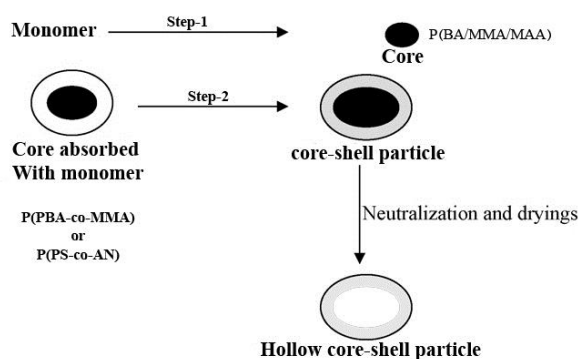 Monomer
Step-1
P(BA/MMA/MAA)
Core
Step-2
Core absorbed
With monomer
core-shell particle
P(PBA-co-MMA)
or
P(PS-co-AN)
Neutralization and dryings
Hollow core-shell particle